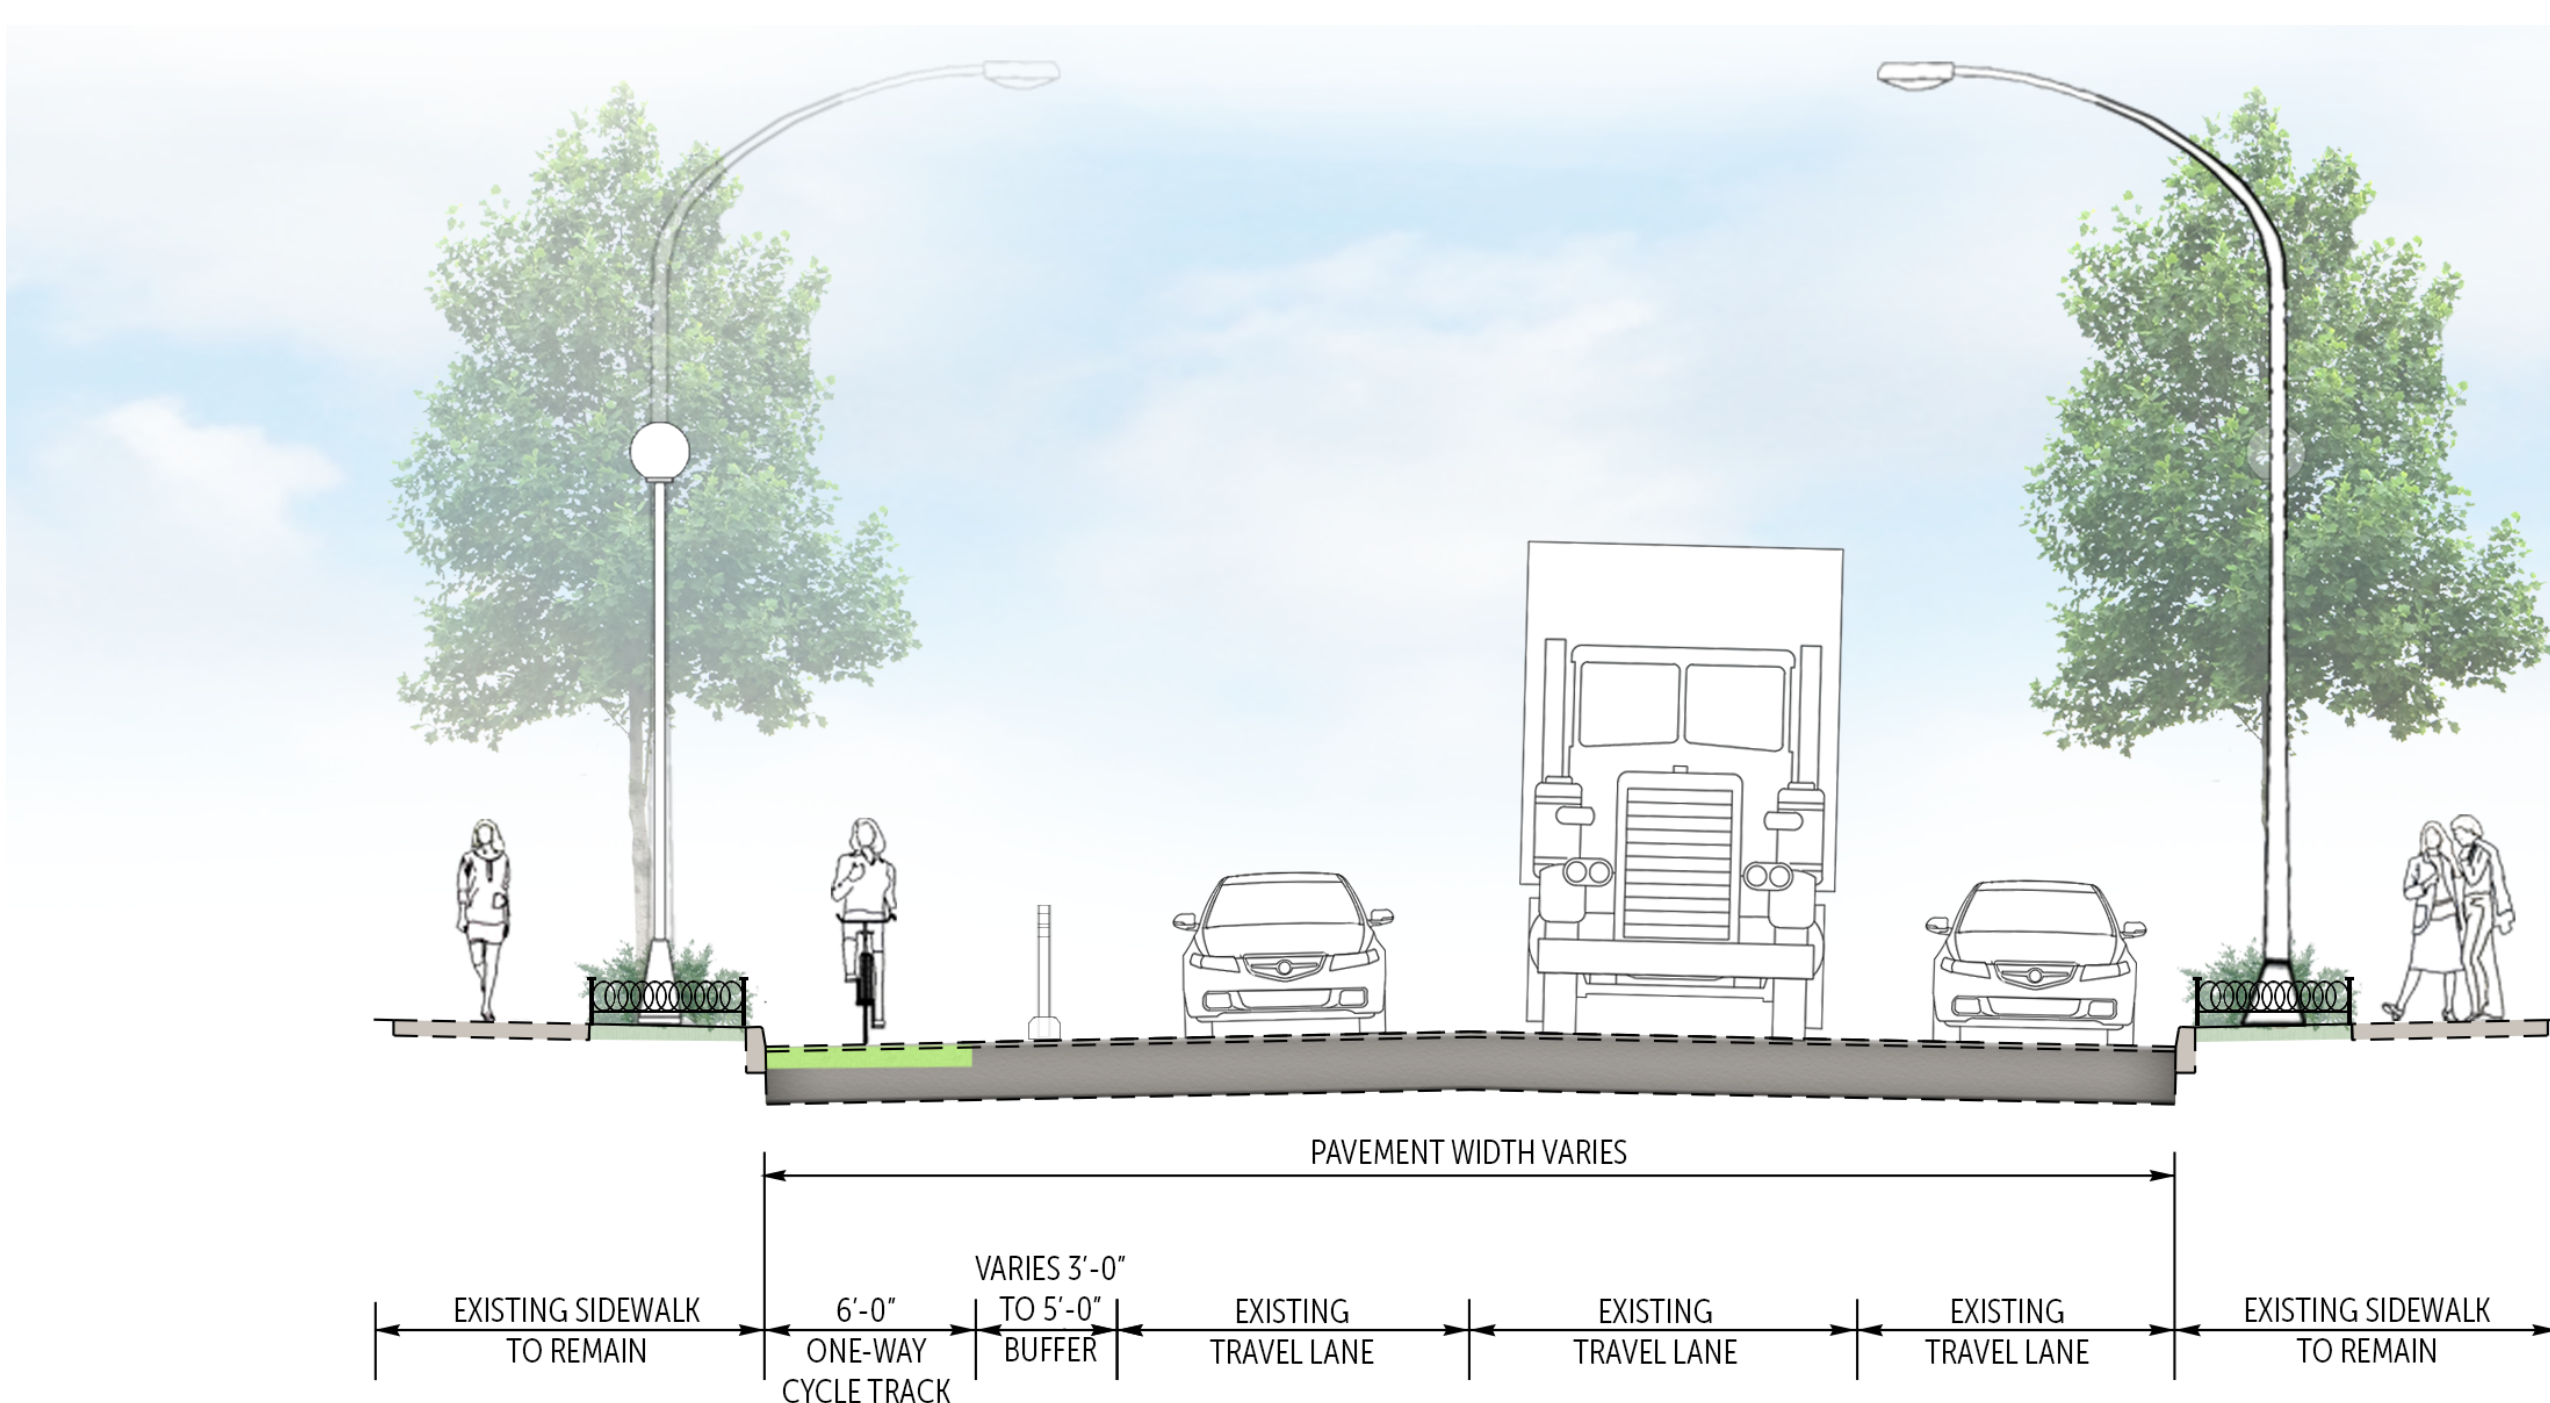 PAVEMENT WIDTH VARIES
EXISTING SIDEWALK
TO REMAIN
6'-0"
ONE-WAY
CYCLE TRACK
VARIES 3'-0"
TO 5'-0"
BUFFER
EXISTING
TRAVEL LANE
EXISTING
TRAVEL LANE
EXISTING
TRAVEL LANE
EXISTING SIDEWALK
TO REMAIN